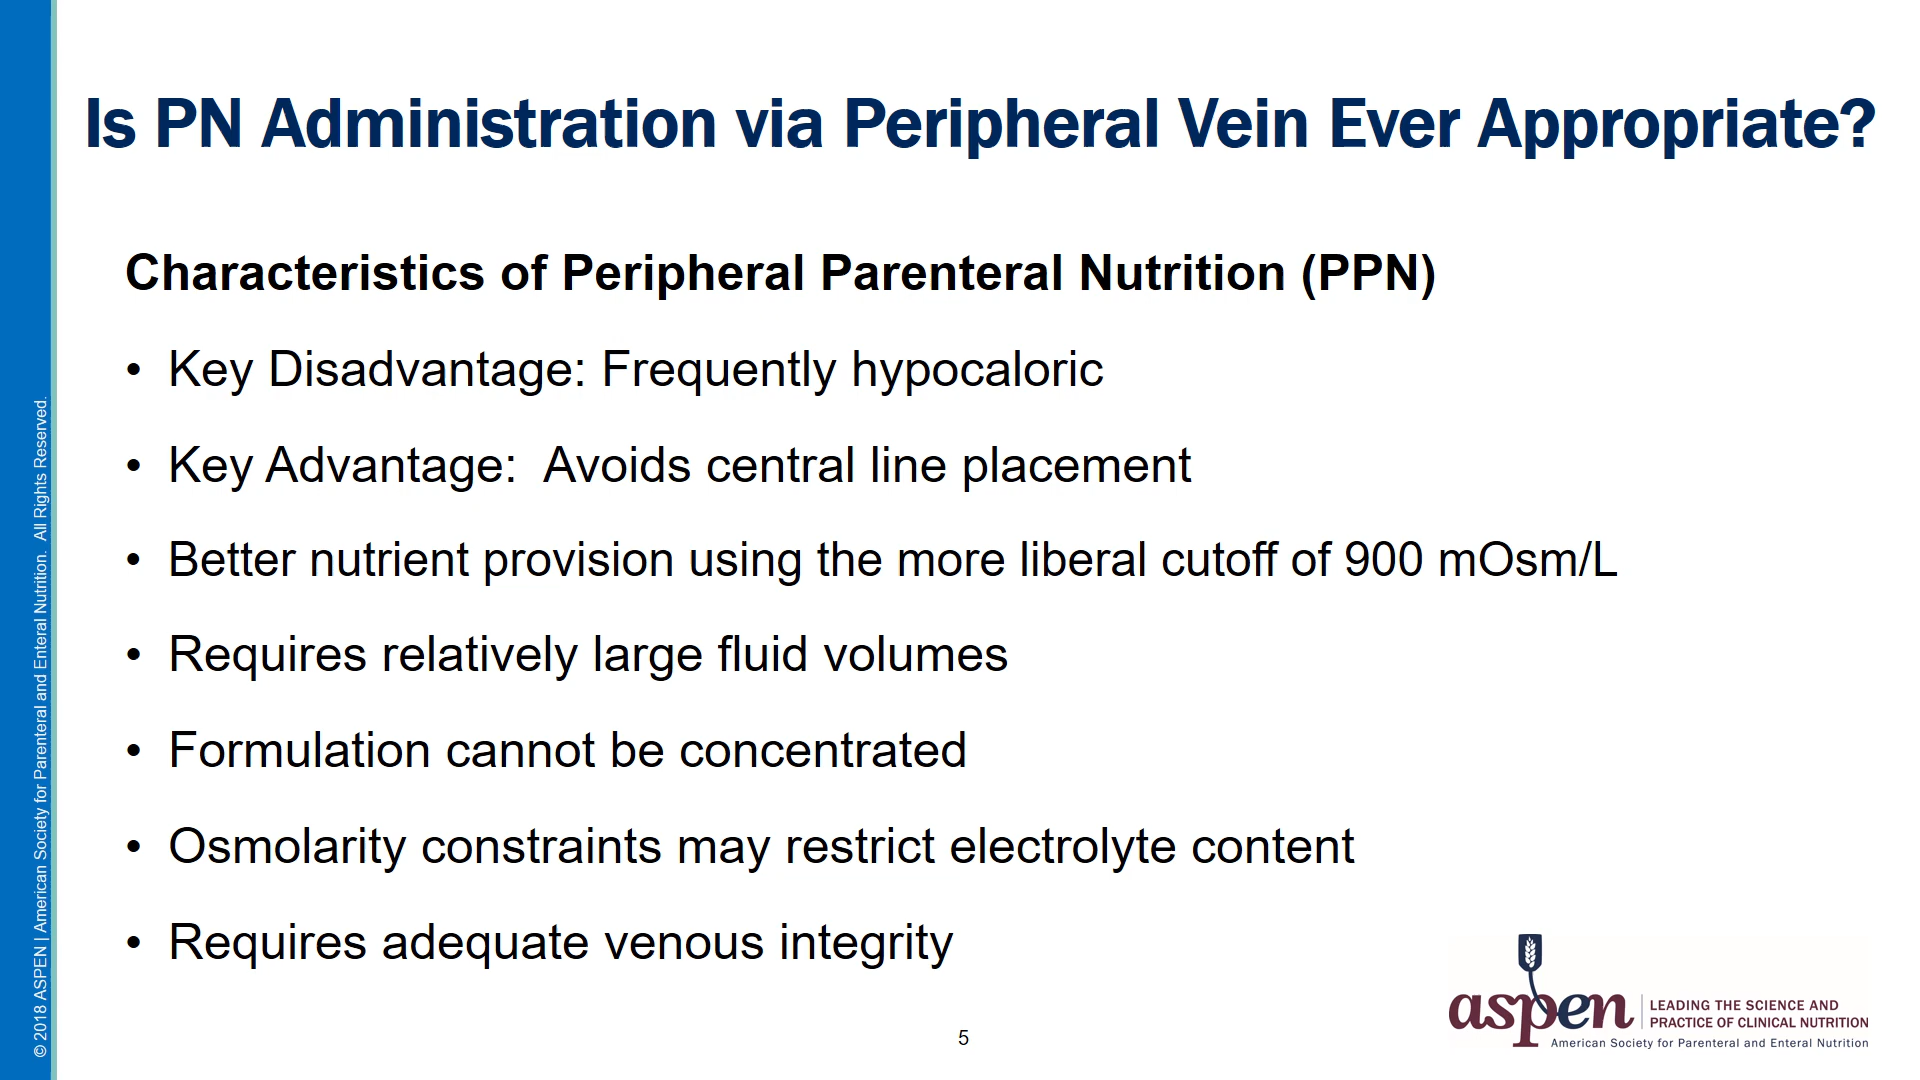 Is PN Administration via Peripheral Vein Ever Appropriate?
Characteristics of Peripheral Parenteral Nutrition (PPN)
• Key Disadvantage: Frequently hypocaloric
• Key Advantage:  Avoids central line placement
• Better nutrient provision using the more liberal cutoff of 900 mOsm/L
• Requires relatively large fluid volumes
• Formulation cannot be concentrated
• Osmolarity constraints may restrict electrolyte content
• Requires adequate venous integrity
© 2018 ASPEN | American Society for Parenteral and Enteral Nutrition.  All Rights Reserved.
5
aspen
LEADING THE SCIENCE AND
PRACTICE OF CLINICAL NUTRITION
American Society for Parenteral and Enteral Nutrition